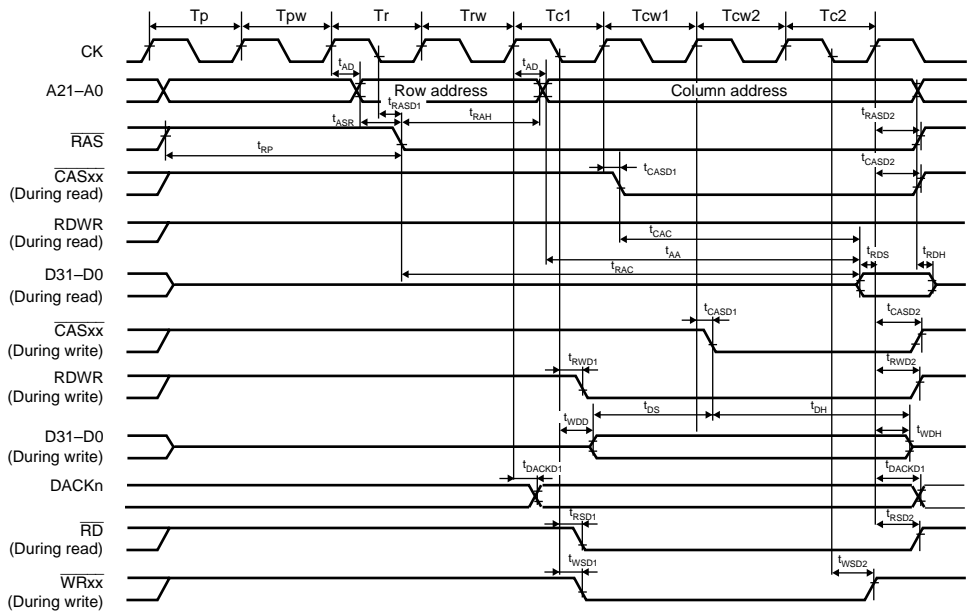 Tp Tpw Tr Trw Tc1 Tcw1 Tcw2 Tc2
CK
tAD tAD
A21–A0 Row address Column address
tRASD1 tRASD2
tASR tRAH
RAS
tRP
tCASD1 tCASD2
CASxx
(During read)
RDWR
(During read)
tCAC
tAA
tRDS tRDH
tRAC
D31–D0
(During read)
tCASD1 tCASD2
CASxx
(During write)
tRWD1 tRWD2
RDWR
(During write)
tDS tDH
tWDD tWDH
D31–D0
(During write)
tDACKD1 tDACKD1
DACKn
tRSD1 tRSD2
RD
(During read)
tWSD1 tWSD2
WRxx
(During write)